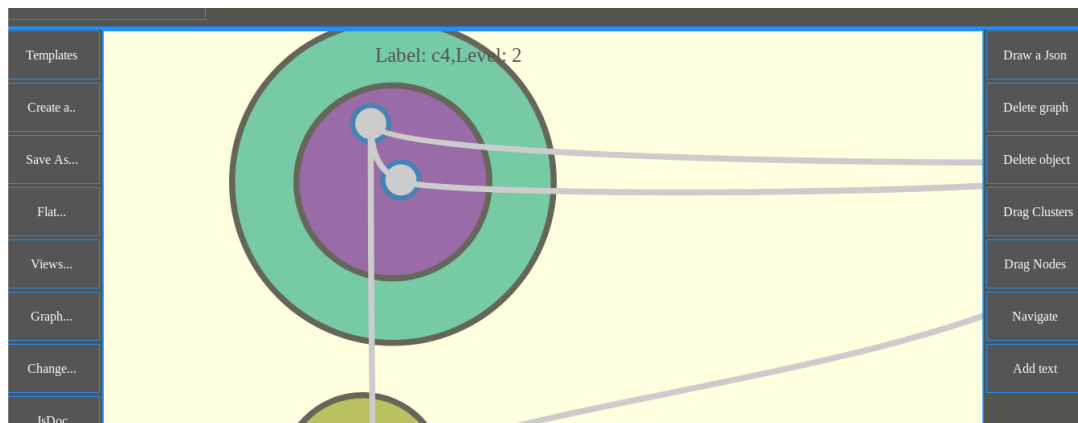 Label: c4,Level: 2
Templates
Create a..
Save As...
Flat...
Views...
Graph...
Change...
JsDoc
Draw a Json
Delete graph
Delete object
Drag Clusters
Drag Nodes
Navigate
Add text